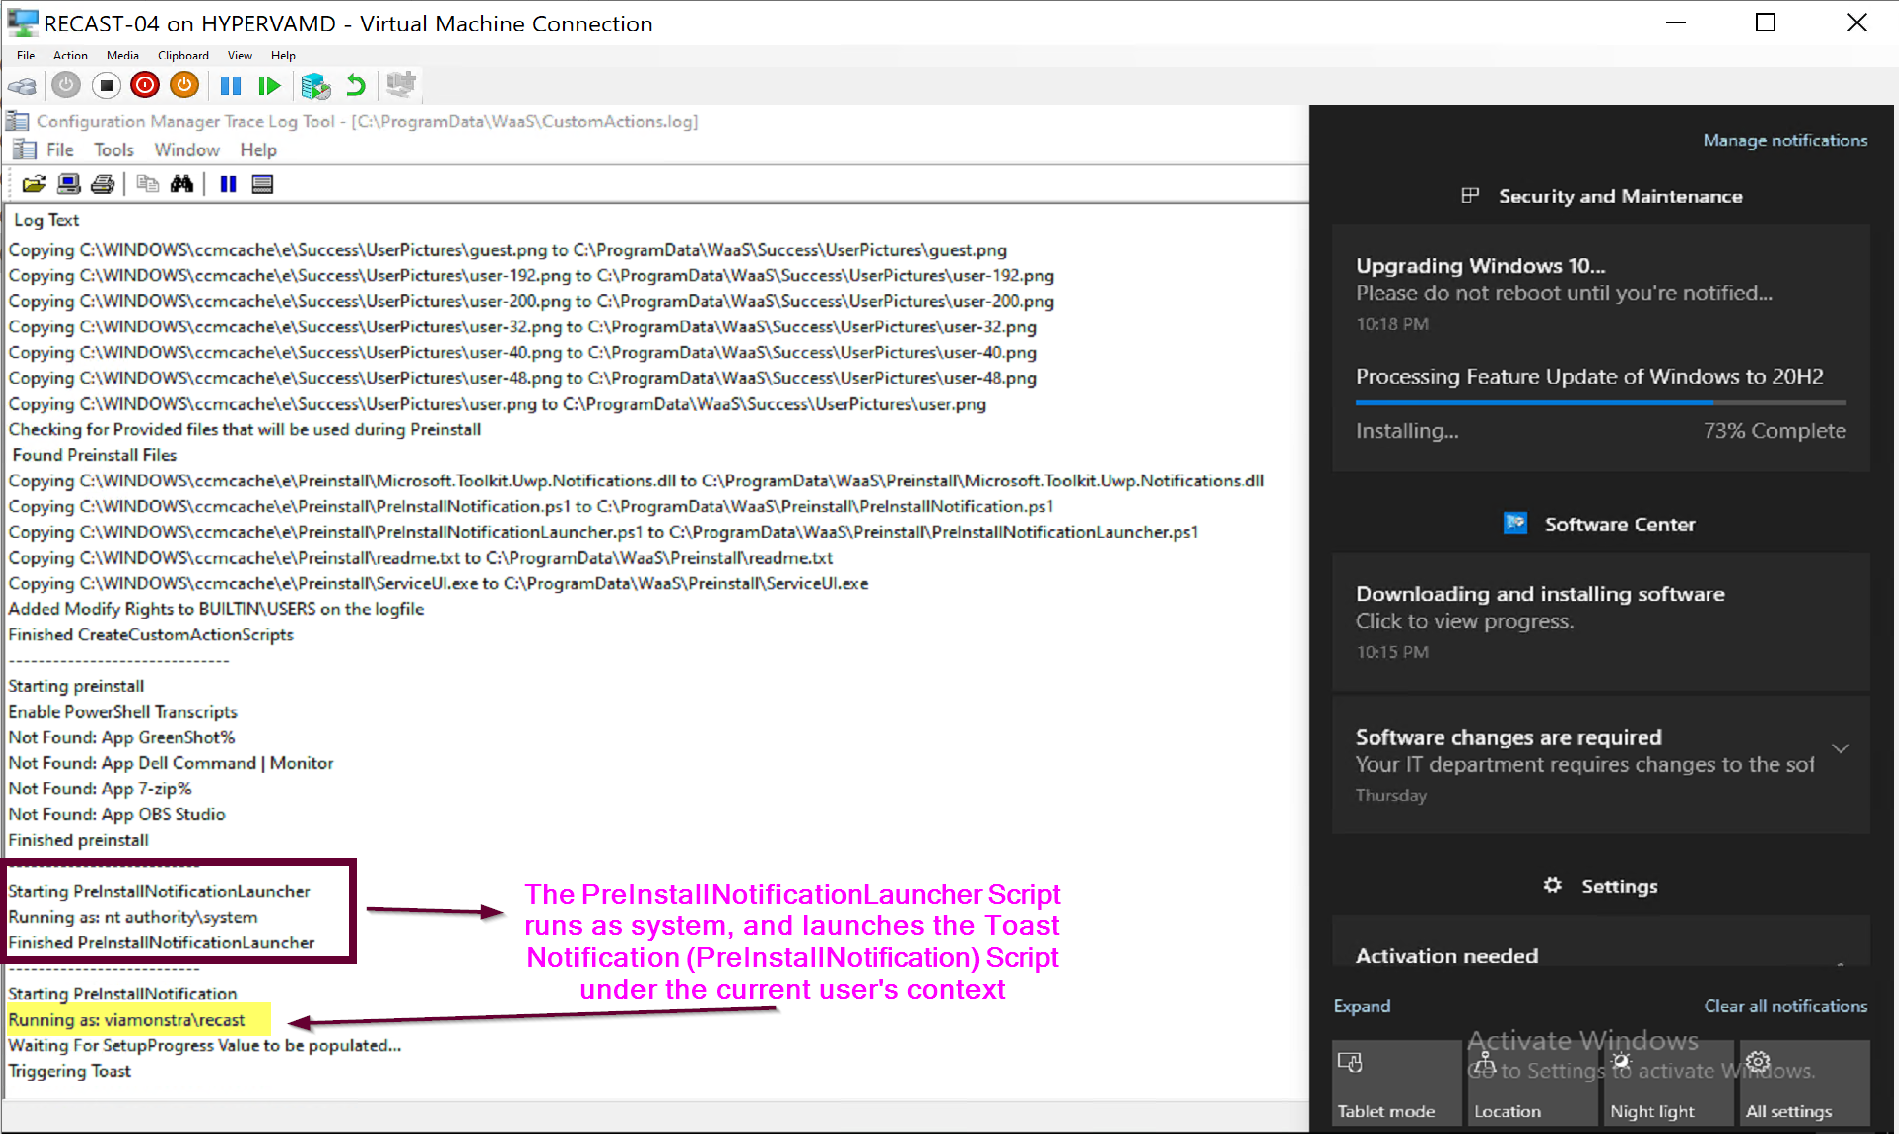 RECAST-04 on HYPERVAMD - Virtual Machine Connection
File Action Media Clipboard View Help
Configuration Manager Trace Log Tool - [C:\ProgramData\WaaS\CustomActions.log]
File Tools Window Help
Log Text
Copying C:\WINDOWS\ccmcache\e\Success\UserPictures\guest.png to C:\ProgramData\WaaS\Success\UserPictures\guest.png
Copying C:\WINDOWS\ccmcache\e\Success\UserPictures\user-192.png to C:\ProgramData\WaaS\Success\UserPictures\user-192.png
Copying C:\WINDOWS\ccmcache\e\Success\UserPictures\user-200.png to C:\ProgramData\WaaS\Success\UserPictures\user-200.png
Copying C:\WINDOWS\ccmcache\e\Success\UserPictures\user-32.png to C:\ProgramData\WaaS\Success\UserPictures\user-32.png
Copying C:\WINDOWS\ccmcache\e\Success\UserPictures\user-40.png to C:\ProgramData\WaaS\Success\UserPictures\user-40.png
Copying C:\WINDOWS\ccmcache\e\Success\UserPictures\user-48.png to C:\ProgramData\WaaS\Success\UserPictures\user-48.png
Copying C:\WINDOWS\ccmcache\e\Success\UserPictures\user.png to C:\ProgramData\WaaS\Success\UserPictures\user.png
Checking for Provided files that will be used during Preinstall
Found Preinstall Files
Copying C:\WINDOWS\ccmcache\e\Preinstall\Microsoft.Toolkit.Uwp.Notifications.dll to C:\ProgramData\WaaS\Preinstall\Microsoft.Toolkit.Uwp.Notifications.dll
Copying C:\WINDOWS\ccmcache\e\Preinstall\PreInstallNotification.ps1 to C:\ProgramData\WaaS\Preinstall\PreInstallNotification.ps1
Copying C:\WINDOWS\ccmcache\e\Preinstall\PreInstallNotificationLauncher.ps1 to C:\ProgramData\WaaS\Preinstall\PreInstallNotificationLauncher.ps1
Copying C:\WINDOWS\ccmcache\e\Preinstall\readme.txt to C:\ProgramData\WaaS\Preinstall\readme.txt
Copying C:\WINDOWS\ccmcache\e\Preinstall\ServiceUI.exe to C:\ProgramData\WaaS\Preinstall\ServiceUI.exe
Added Modify Rights to BUILTIN\USERS on the logfile
Finished CreateCustomActionScripts
------------------------------
Starting preinstall
Enable PowerShell Transcripts
Not Found: App GreenShot%
Not Found: App Dell Command | Monitor
Not Found: App 7-zip%
Not Found: App OBS Studio
Finished preinstall
--------------------------
Starting PreInstallNotificationLauncher
Running as: nt authority\system
Finished PreInstallNotificationLauncher
--------------------------
Starting PreInstallNotification
Running as: viamonstra\recast
Waiting For SetupProgress Value to be populated...
Triggering Toast
The PreInstallNotificationLauncher Script
runs as system, and launches the Toast
Notification (PreInstallNotification) Script
under the current user's context
Manage notifications
Security and Maintenance
Upgrading Windows 10...
Please do not reboot until you're notified...
10:18 PM
Processing Feature Update of Windows to 20H2
Installing... 73% Complete
Software Center
Downloading and installing software
Click to view progress.
10:15 PM
Software changes are required
Your IT department requires changes to the sof
Thursday
Settings
Activation needed
Expand Clear all notifications
Activate Windows
Go to Settings to activate Windows.
Tablet mode Location Night light All settings